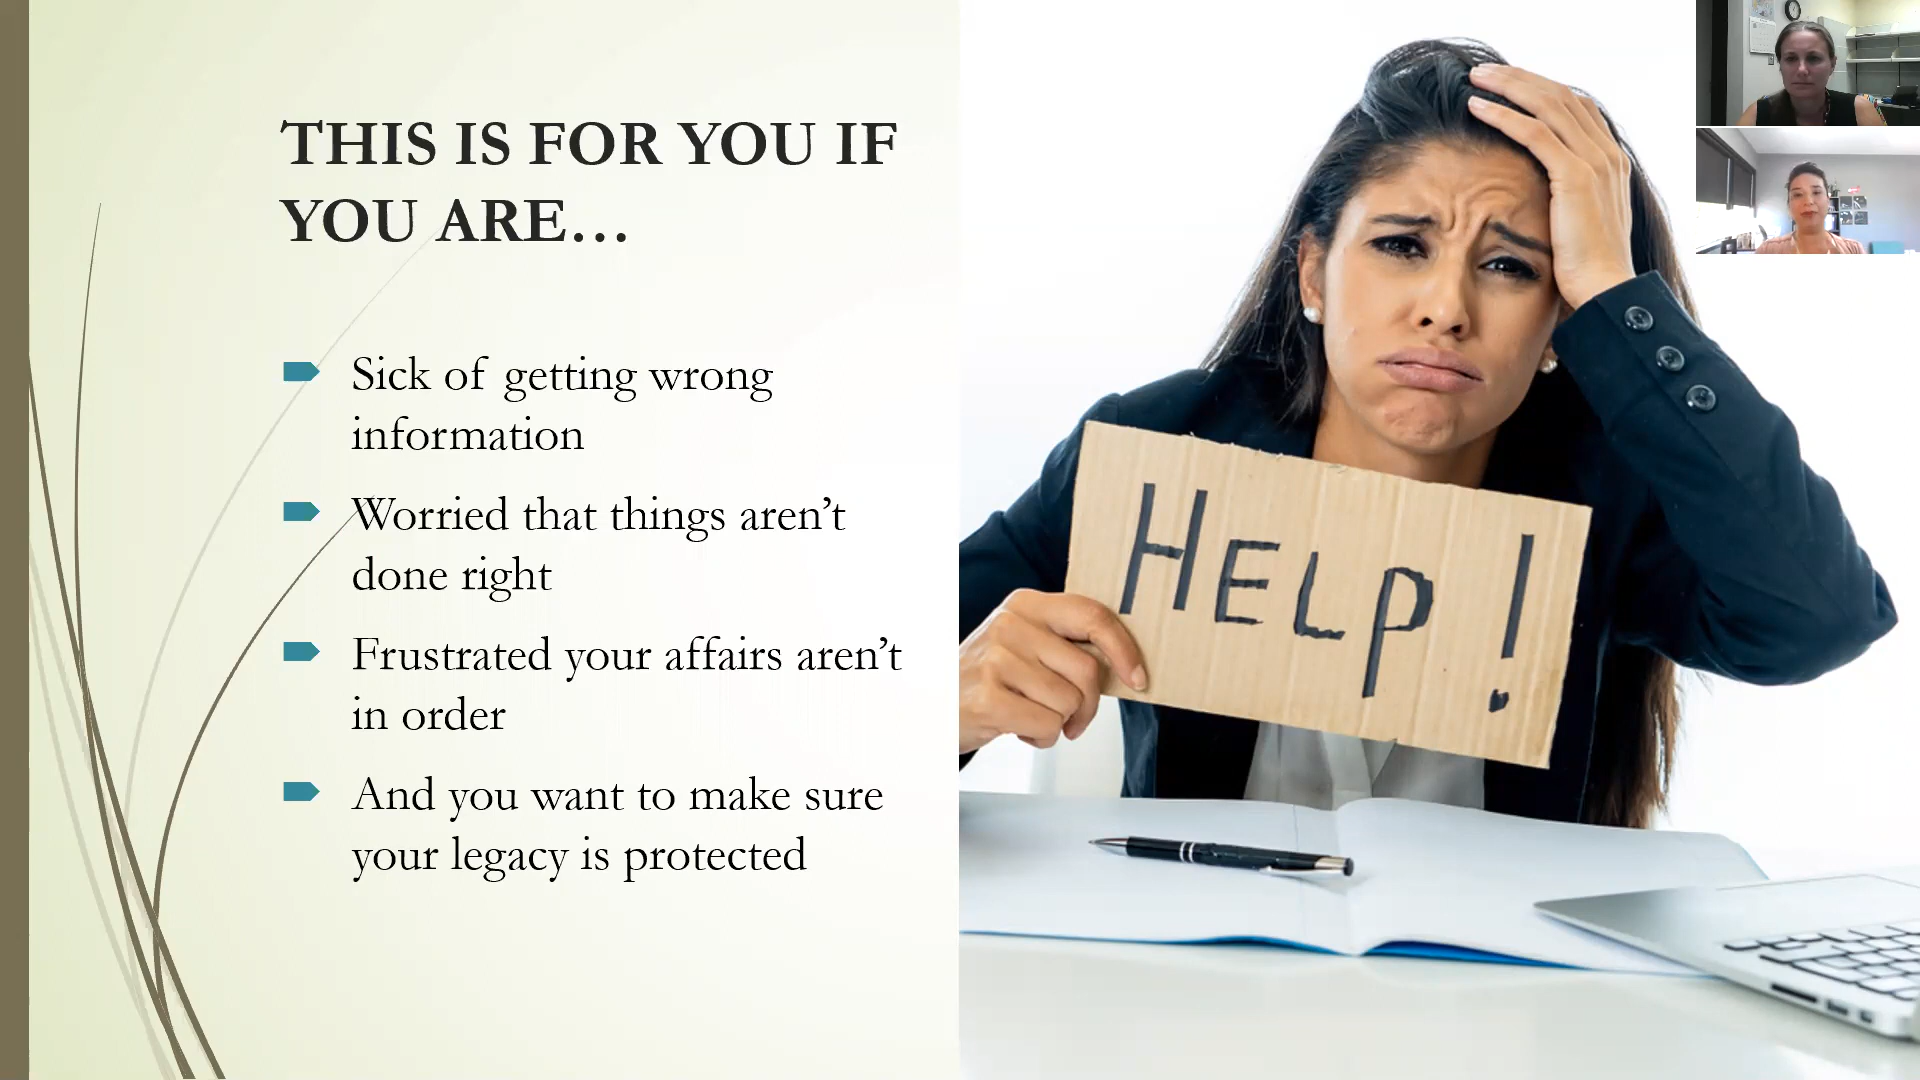 THIS IS FOR YOU IF
YOU ARE…
Sick of getting wrong
information
Worried that things aren’t
done right
Frustrated your affairs aren’t
in order
And you want to make sure
your legacy is protected
HELP!